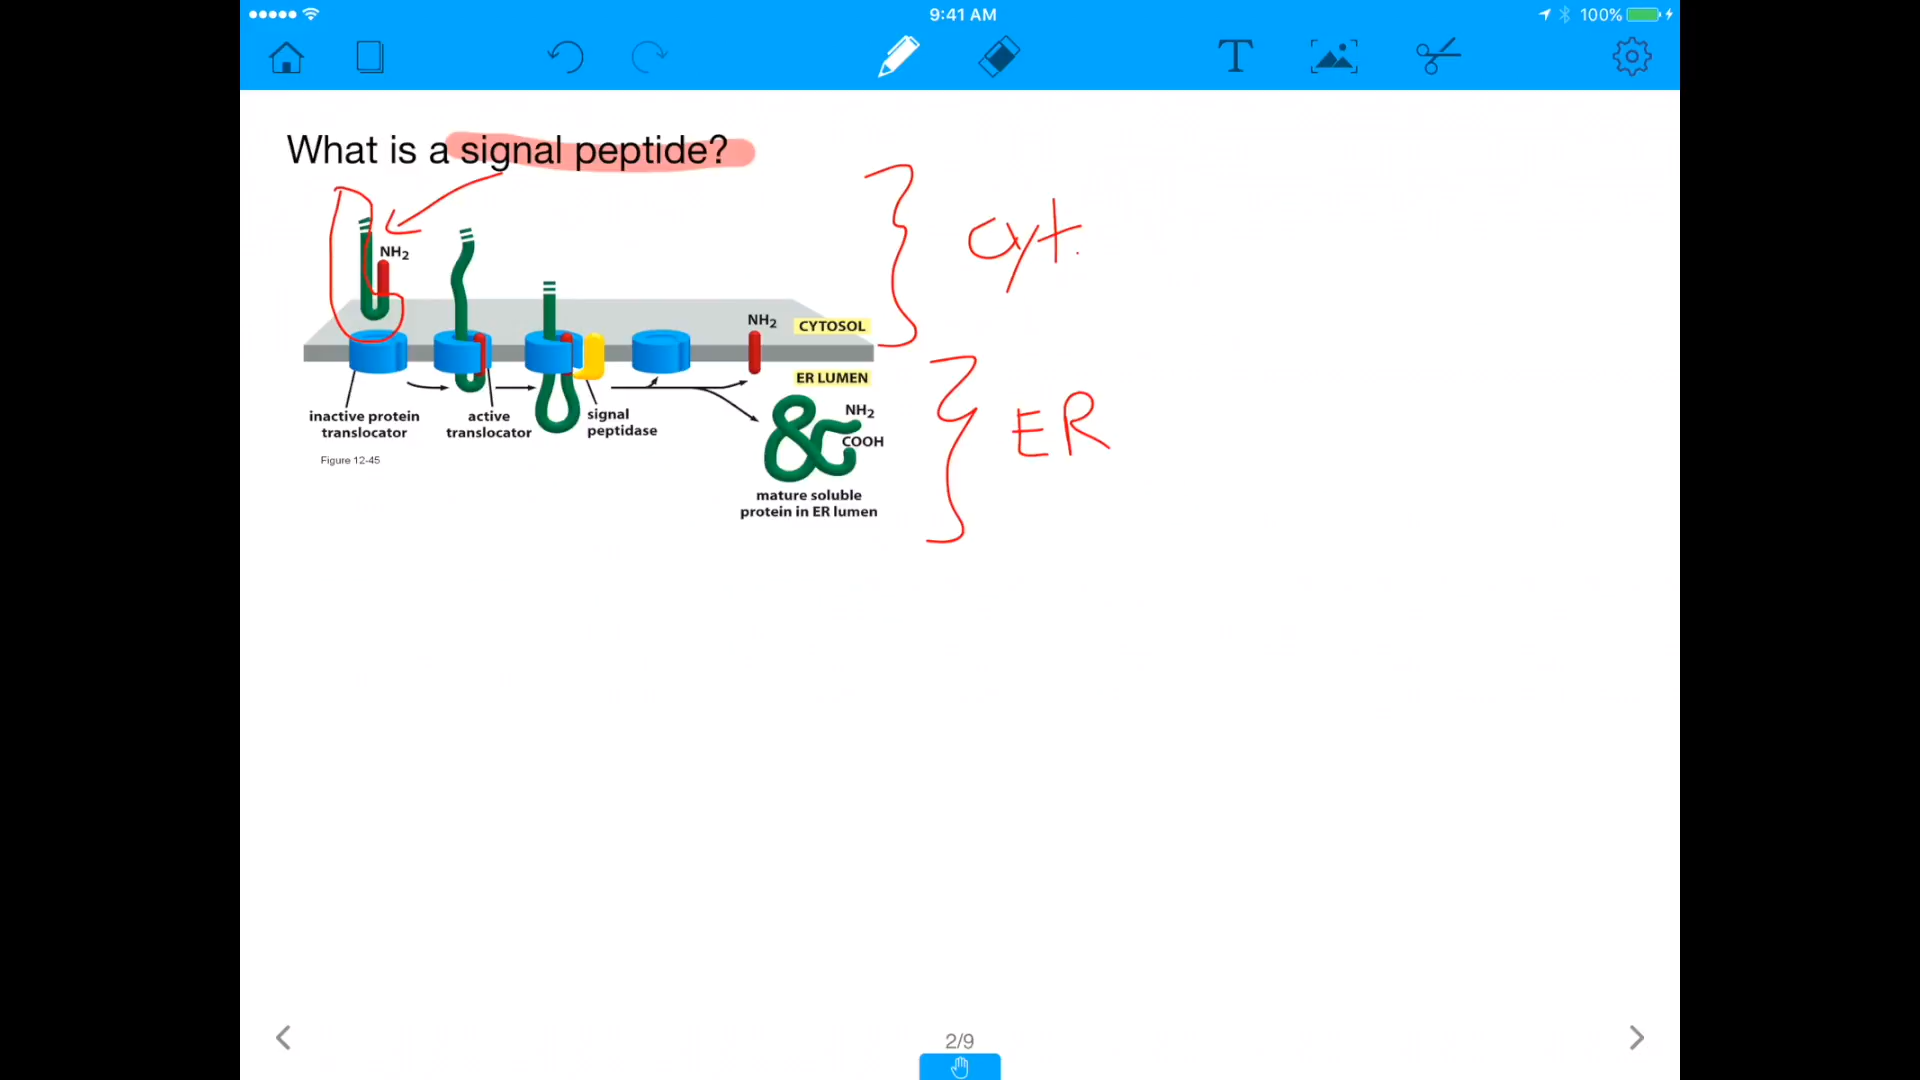 9:41 AM
100%
T
What is a signal peptide?
cyt.
NH2
NH2
CYTOSOL
ER LUMEN
ER
inactive protein
translocator
active
translocator
signal
peptidase
NH2
COOH
Figure 12-45
mature soluble
protein in ER lumen
2/9